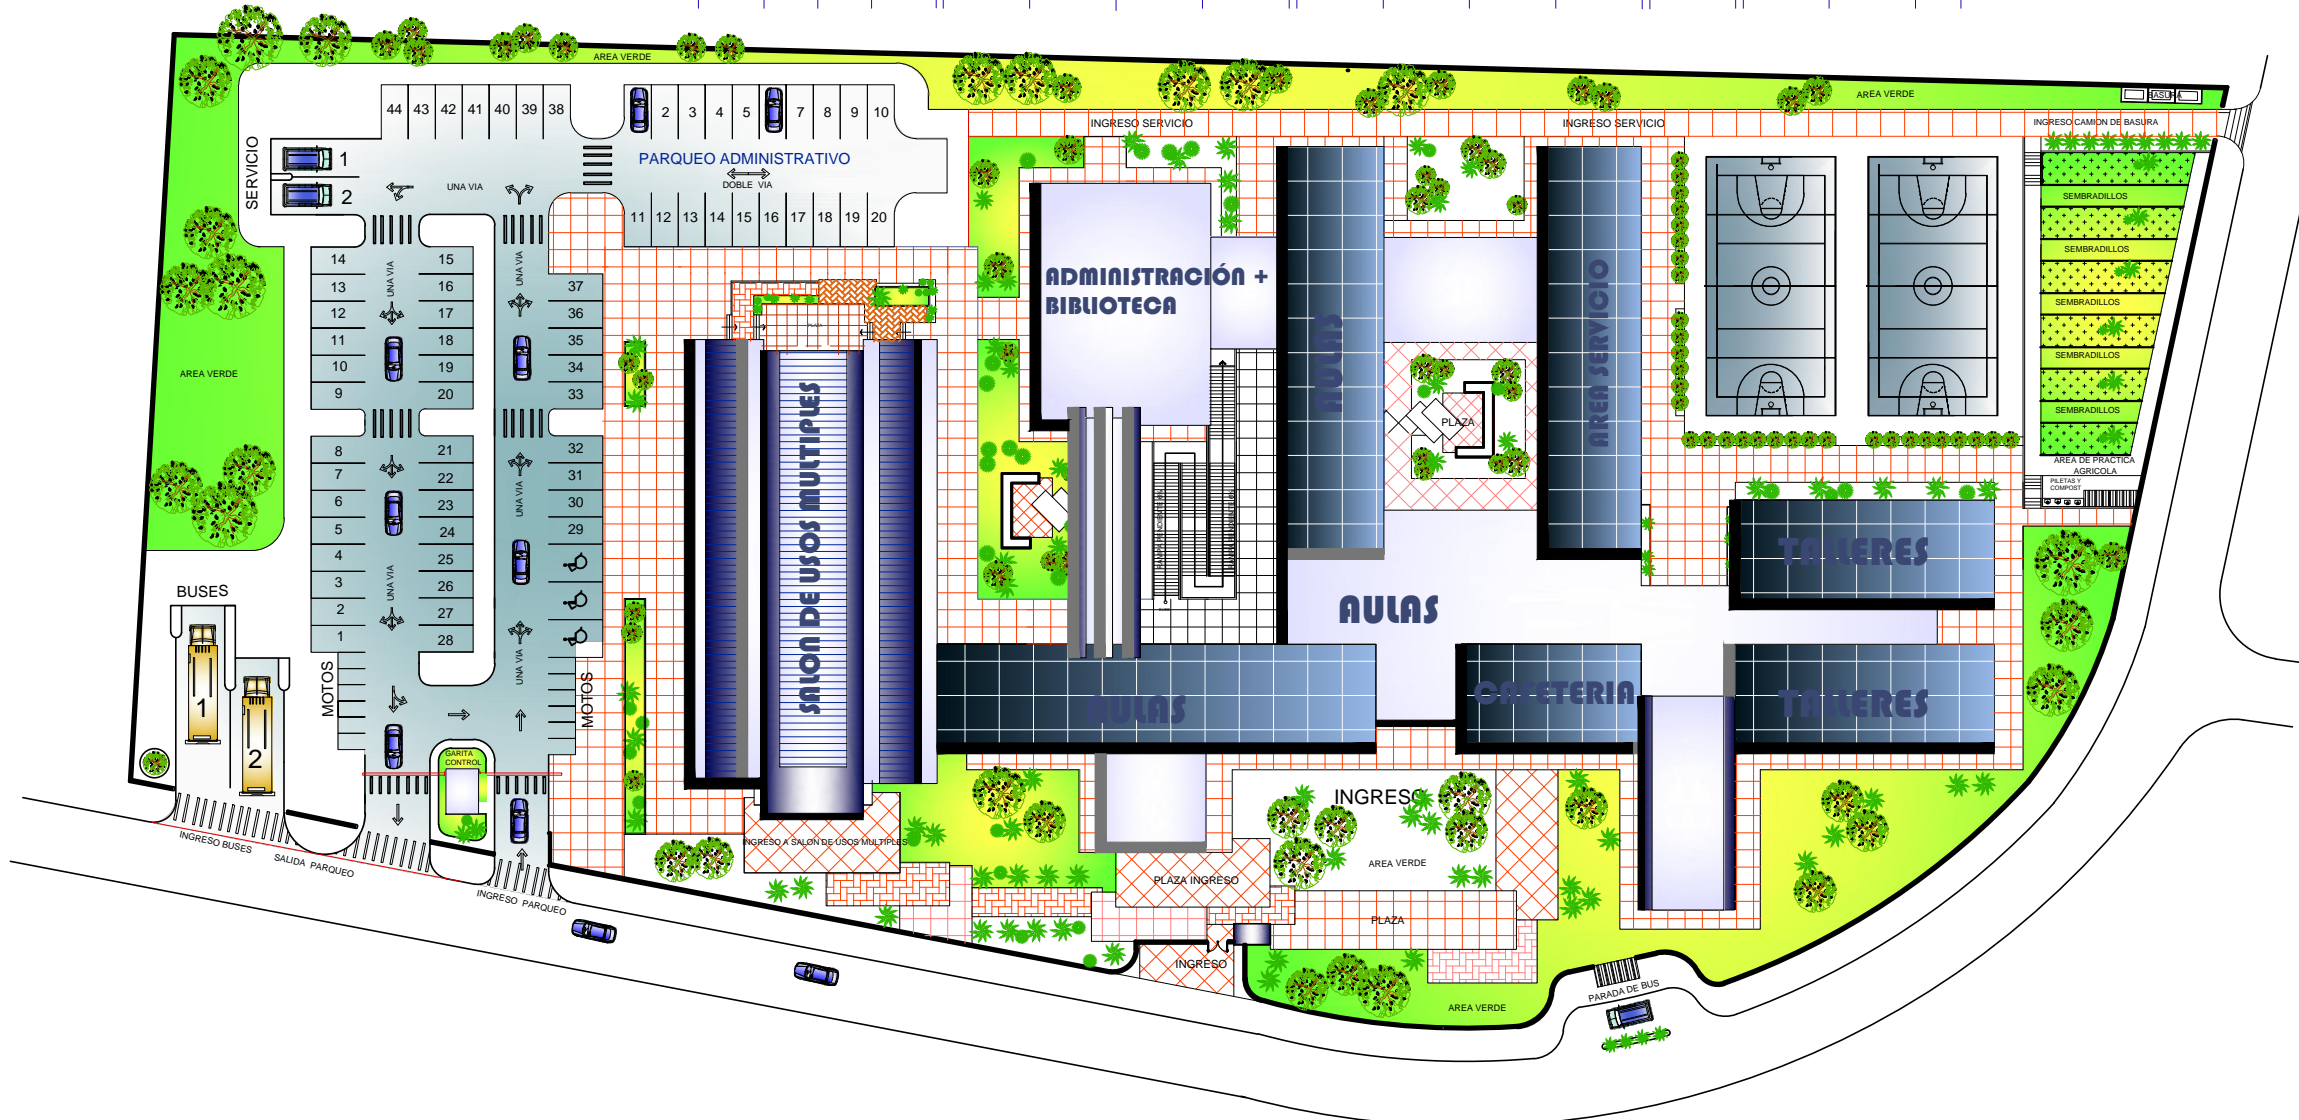 AREA VERDE
AREA VERDE
BASURA
INGRESO SERVICIO
INGRESO SERVICIO
INGRESO CAMION DE BASURA
44 43 42 41 40 39 38
2 3 4 5 7 8 9 10
PARQUEO ADMINISTRATIVO
DOBLE VIA
UNA VIA
SERVICIO
1
2
11 12 13 14 15 16 17 18 19 20
14
13
12
11
10
9
15
16
17
18
19
20
37
36
35
34
33
UNA VIA
UNA VIA
AREA VERDE
8
7
6
5
4
3
2
1
21
22
23
24
25
26
27
28
32
31
30
29
UNA VIA
UNA VIA
UNA VIA
MOTOS
MOTOS
BUSES
1
2
GARITA
CONTROL
INGRESO BUSES
SALIDA PARQUEO
INGRESO PARQUEO
PLAZA
SALON DE USOS MULTIPLES
INGRESO A SALON DE USOS MULTIPLES
ADMINISTRACIÓN +
BIBLIOTECA
AULAS
AREA SERVICIO
PLAZA
AULAS
AULAS
CAFETERIA
TALLERES
TALLERES
SEMBRADILLOS
SEMBRADILLOS
SEMBRADILLOS
SEMBRADILLOS
SEMBRADILLOS
AREA DE PRACTICA
AGRICOLA
PILETAS Y
COMPOST
INGRESO
AREA VERDE
PLAZA INGRESO
PLAZA
INGRESO
AREA VERDE
PARADA DE BUS